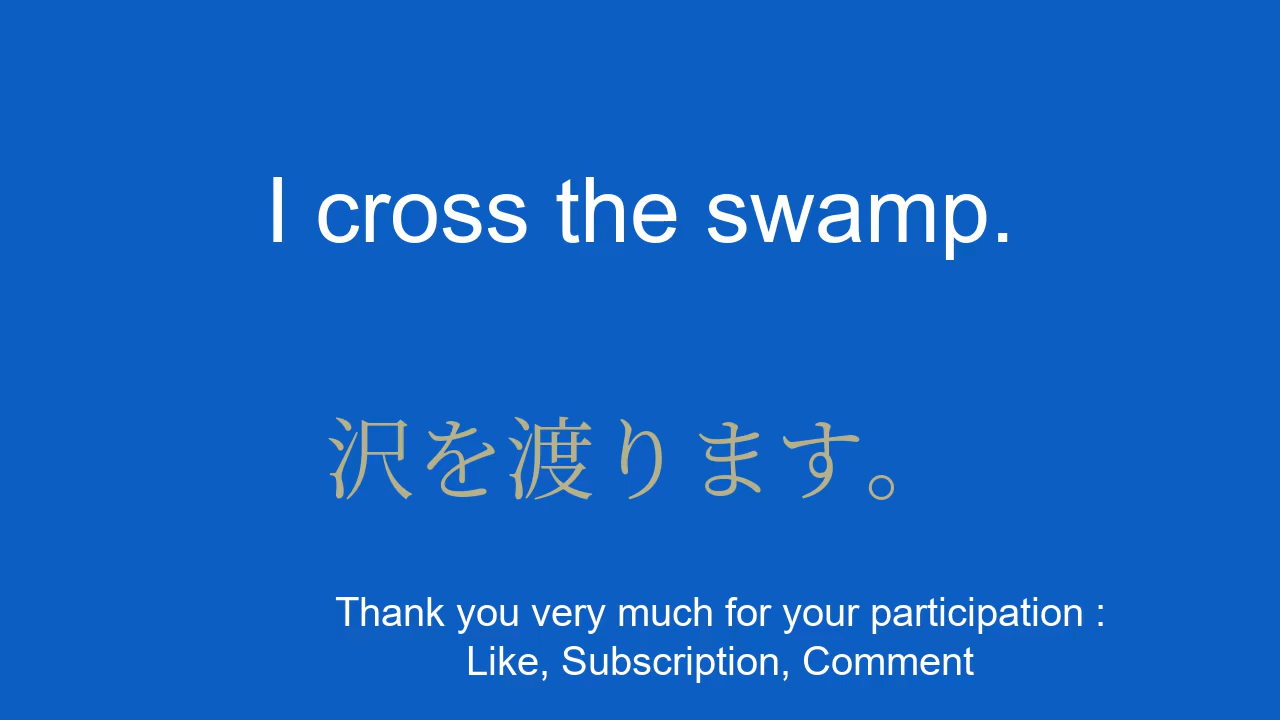 I cross the swamp.
沢を渡ります。
Thank you very much for your participation :
Like, Subscription, Comment